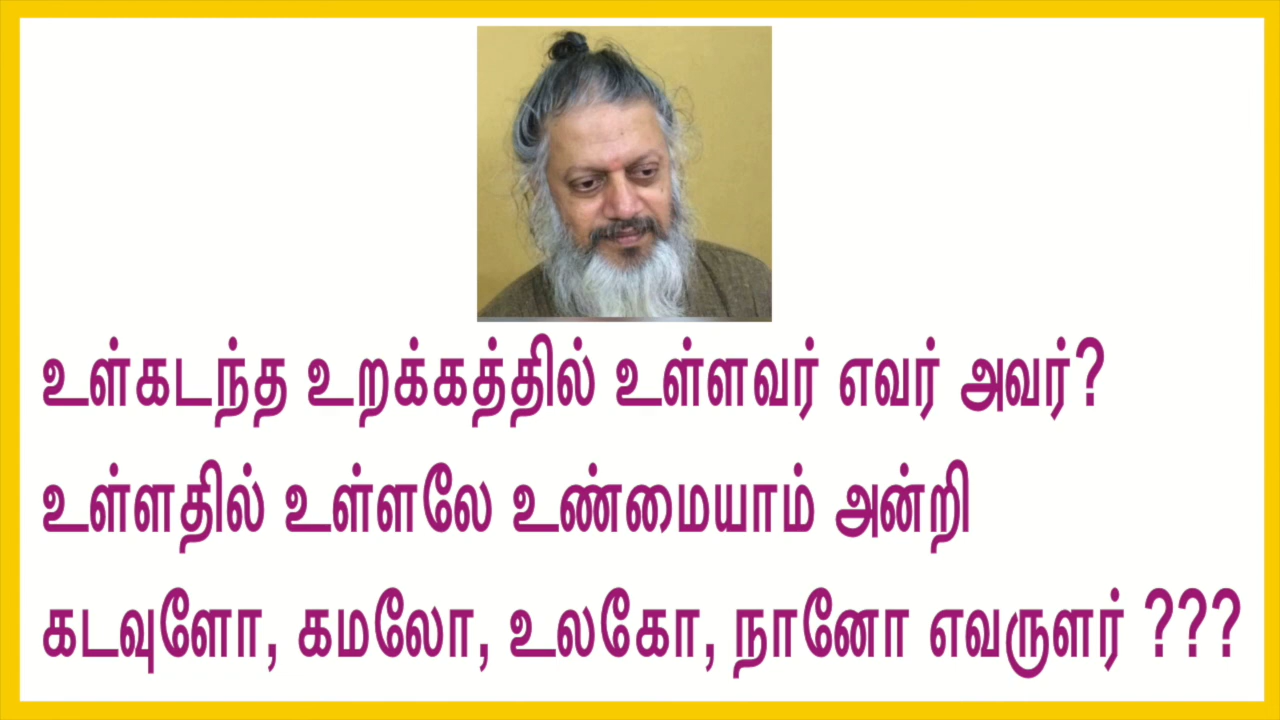 உள்கடந்த உறக்கத்தில் உள்ளவர் எவர் அவர்?
உள்ளதில் உள்ளலே உண்மையாம் அன்றி
கடவுளோ, கமலோ, உலகோ, நானோ எவருளர் ???